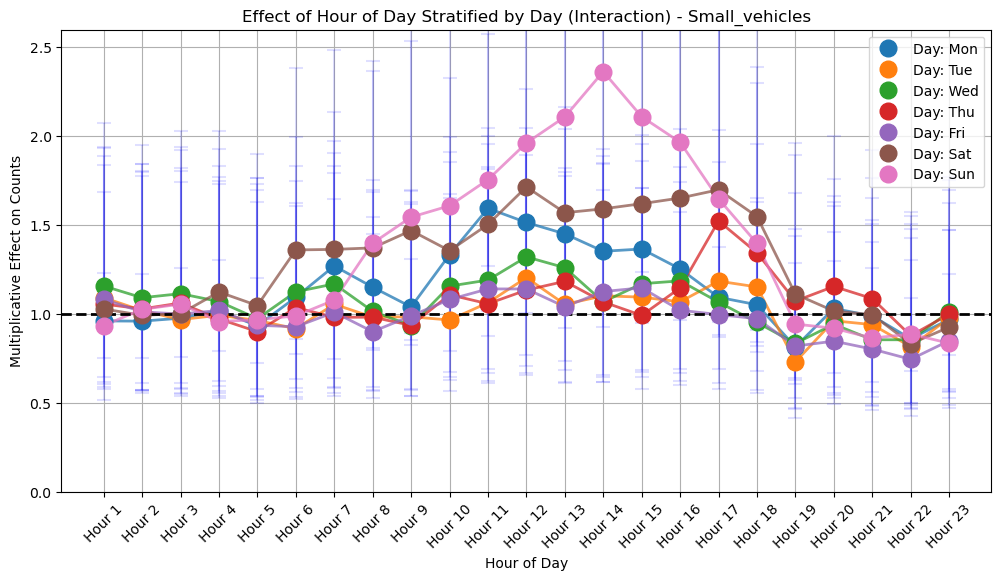 Effect of Hour of Day Stratified by Day (Interaction) - Small_vehicles
Multiplicative Effect on Counts
2.5
2.0
1.5
1.0
0.5
0.0
Day: Mon
Day: Tue
Day: Wed
Day: Thu
Day: Fri
Day: Sat
Day: Sun
Hour 1
Hour 2
Hour 3
Hour 4
Hour 5
Hour 6
Hour 7
Hour 8
Hour 9
Hour 10
Hour 11
Hour 12
Hour 13
Hour 14
Hour 15
Hour 16
Hour 17
Hour 18
Hour 19
Hour 20
Hour 21
Hour 22
Hour 23
Hour of Day